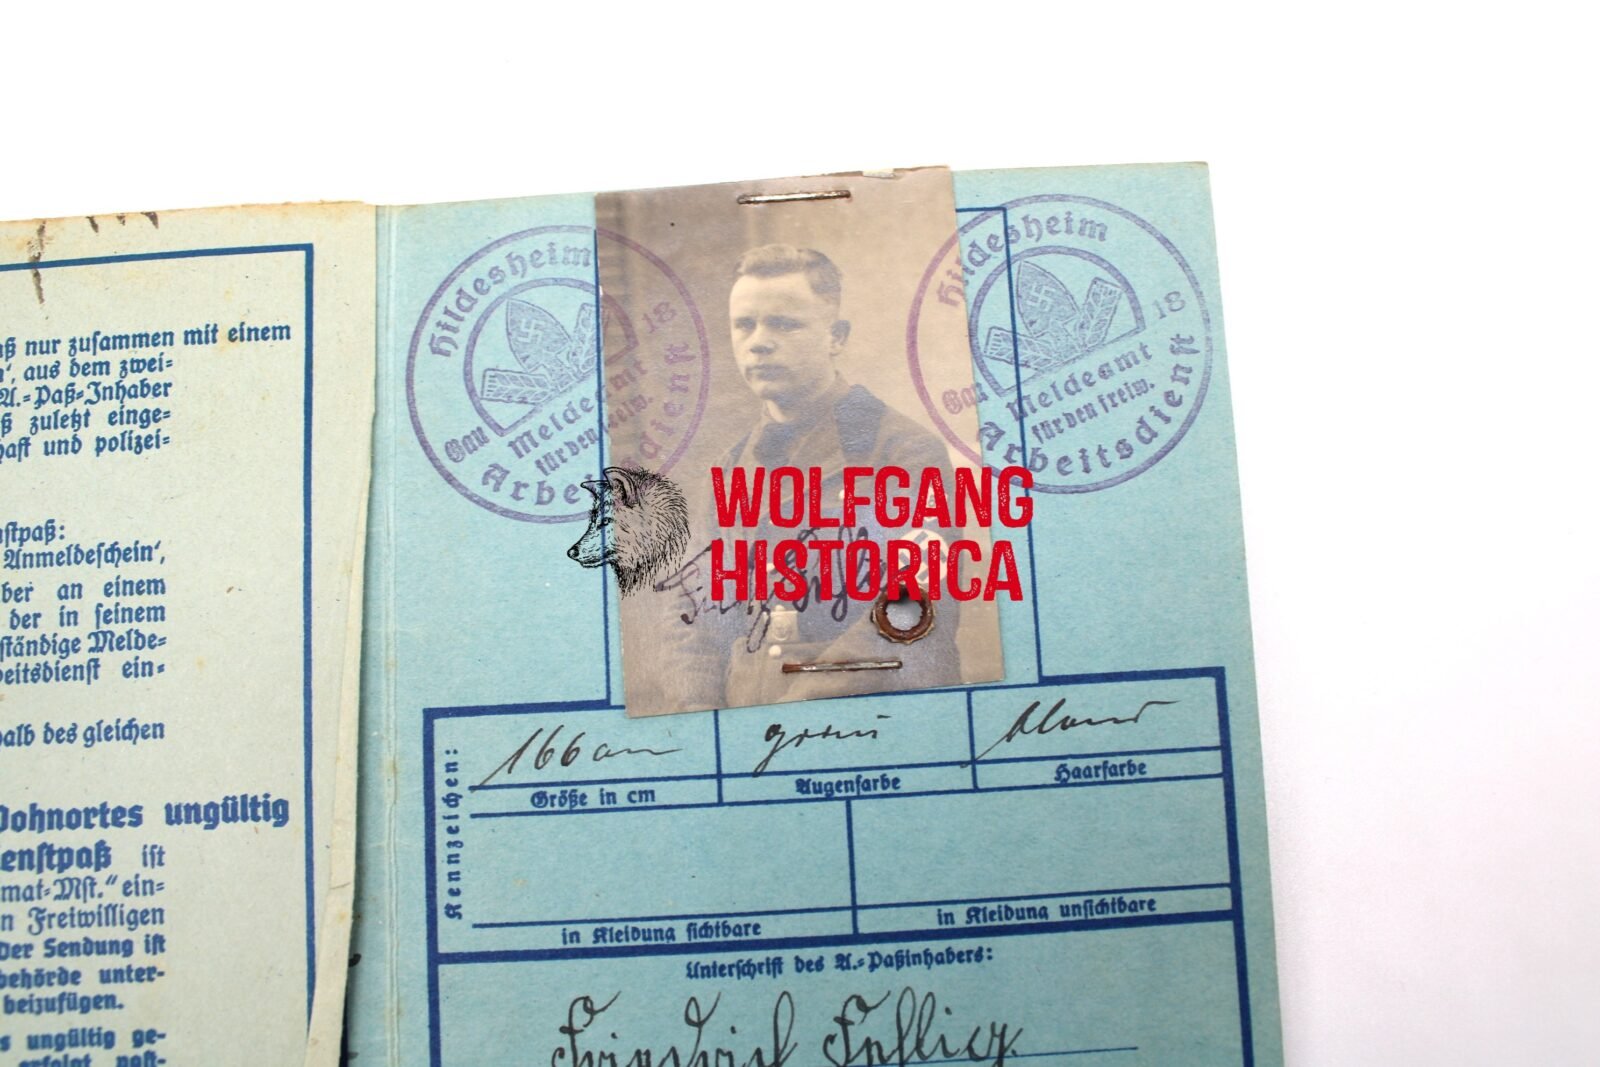 aß nur zusammen mit einem
n', aus dem zwei=
A.=Paß=Inhaber
ß zuletzt einge=
haft und polizei=
nstpaß:
Anmeldeschein',
ber an einem
der in seinem
ständige Melde=
beitsdienst ein=
halb des gleichen
Wohnortes ungültig
enstpaß ist
mat=Mst." ein=
n Freiwilligen
Der Sendung ist
behörde unter=
beizufügen.
s ungültig ge=
erfolgt
Hildesheim
18
Gau
Meldeamt
für den freiw.
Arbeitsdienst
Hildesheim
18
Gau
Meldeamt
für den freiw.
Arbeitsdienst
WOLFGANG
HISTORICA
Kennzeichen:
166 cm
Größe in cm
grau
Augenfarbe
blond
Haarfarbe
in Kleidung sichtbare
in Kleidung unsichtbare
Unterschrift des A.=Paßinhabers:
Friedrich